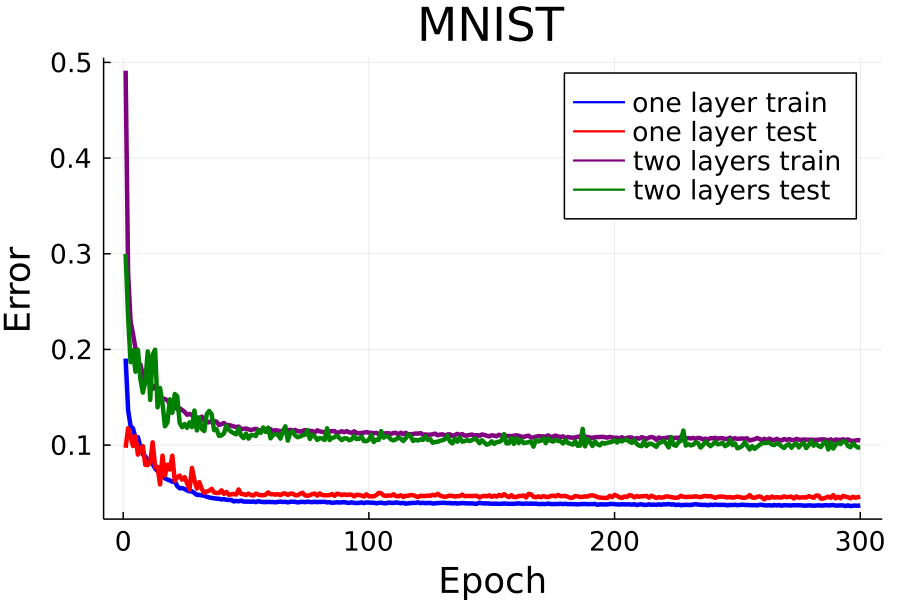 MNIST
0.5
0.4
0.3
0.2
0.1
Error
one layer train
one layer test
two layers train
two layers test
0
100
200
300
Epoch